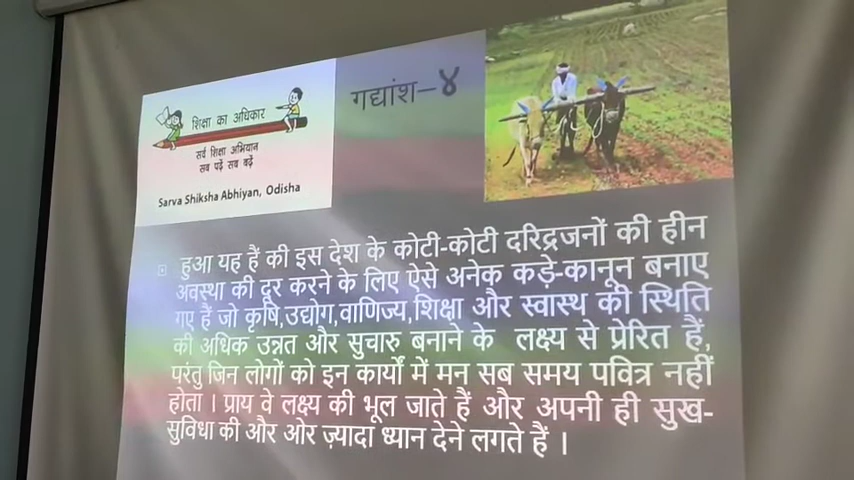 शिक्षा का अधिकार
सर्व शिक्षा अभियान
सब पढ़ें सब बढ़ें
Sarva Shiksha Abhiyan, Odisha
गद्यांश–४
हुआ यह हैं की इस देश के कोटी-कोटी दरिद्रजनों की हीन
अवस्था की दूर करने के लिए ऐसे अनेक कड़े-कानून बनाए
गए हैं जो कृषि,उद्योग,वाणिज्य,शिक्षा और स्वास्थ की स्थिति
की अधिक उन्नत और सुचारु बनाने के लक्ष्य से प्रेरित हैं,
परंतु जिन लोगों को इन कार्यों में मन सब समय पवित्र नहीं
होता । प्राय वे लक्ष्य की भूल जाते हैं और अपनी ही सुख-
सुविधा की और ओर ज़्यादा ध्यान देने लगते हैं ।